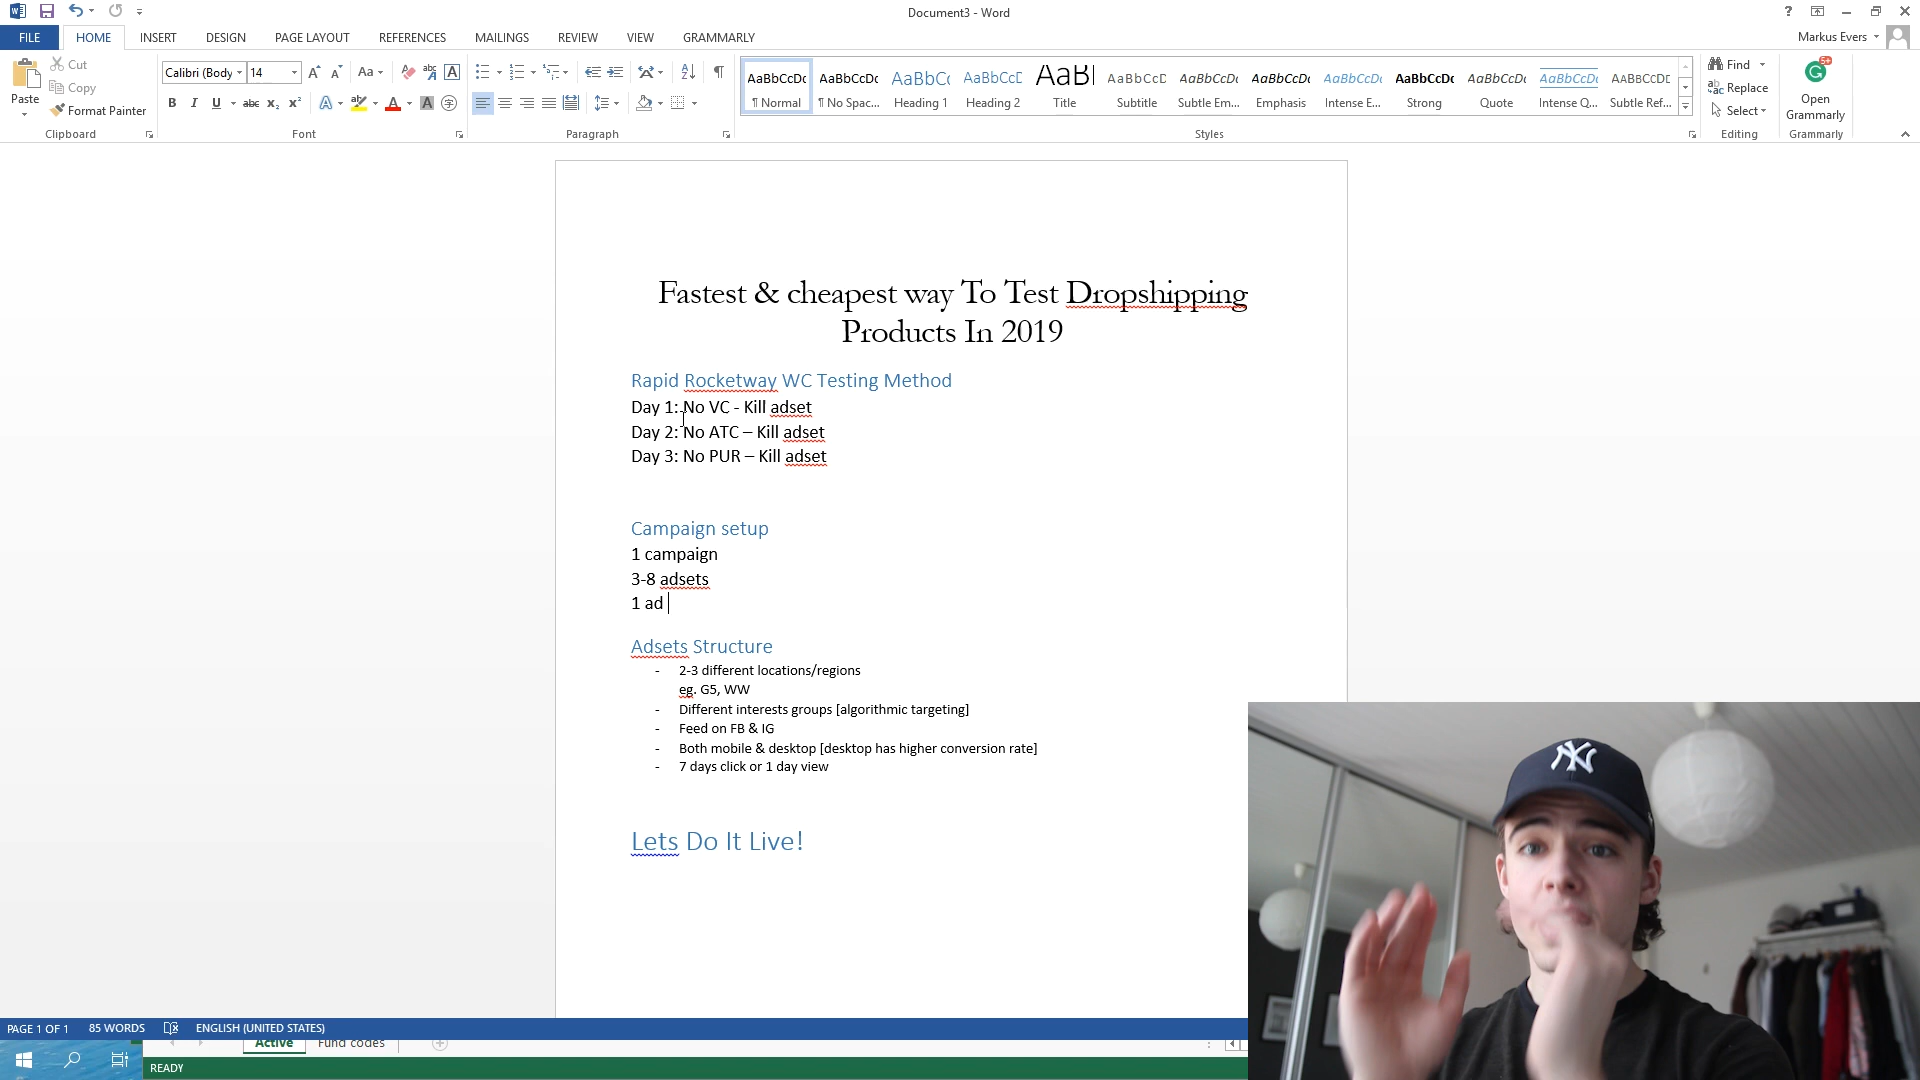 Document3 - Word
FILE HOME INSERT DESIGN PAGE LAYOUT REFERENCES MAILINGS REVIEW VIEW GRAMMARLY
Markus Evers
Paste
Cut
Copy
Format Painter
Clipboard
Calibri (Body 14
Font
Paragraph
AaBbCcDc AaBbCcDc AaBbCc AaBbCcD AaBl AaBbCcD AaBbCcDc AaBbCcDc AaBbCcDc AaBbCcDc AaBbCcDc AaBbCcDc AABBCCDD
¶ Normal ¶ No Spac... Heading 1 Heading 2 Title Subtitle Subtle Em... Emphasis Intense E... Strong Quote Intense Q... Subtle Ref...
Styles
Find
Replace
Select
Editing
5+
Open
Grammarly
Grammarly
Fastest & cheapest way To Test Dropshipping
Products In 2019
Rapid Rocketway WC Testing Method
Day 1: No VC - Kill adset
Day 2: No ATC – Kill adset
Day 3: No PUR – Kill adset
Campaign setup
1 campaign
3-8 adsets
1 ad
Adsets Structure
- 2-3 different locations/regions
eg. G5, WW
- Different interests groups [algorithmic targeting]
- Feed on FB & IG
- Both mobile & desktop [desktop has higher conversion rate]
- 7 days click or 1 day view
Lets Do It Live!
NY
PAGE 1 OF 1 85 WORDS ENGLISH (UNITED STATES)
Active Fund codes
READY